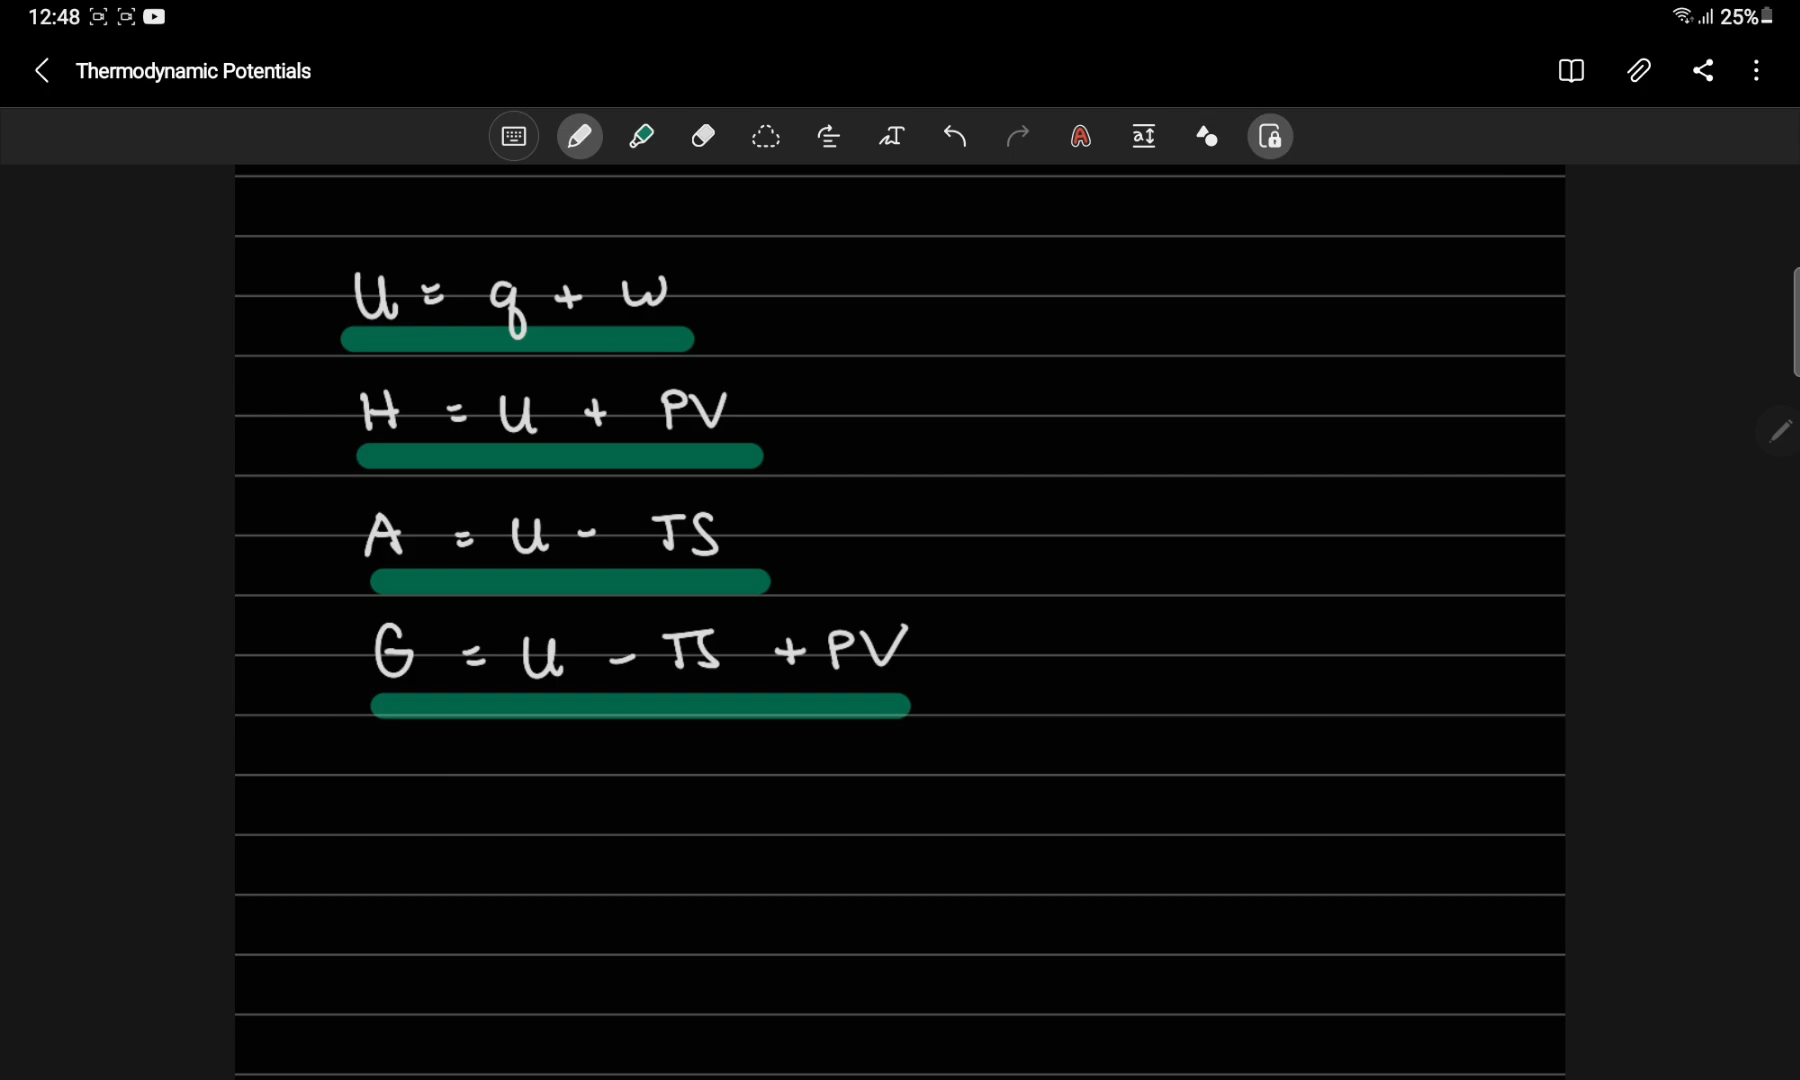 12:48 25%
Thermodynamic Potentials
U = q + w
H = U + PV
A = U - TS
G = U - TS + PV